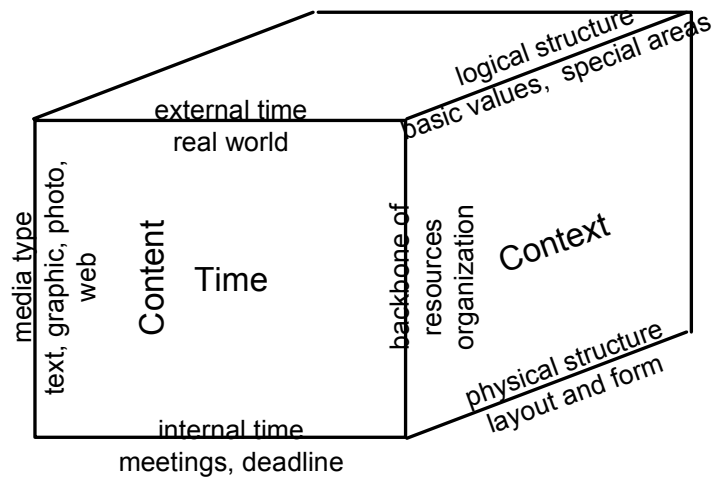 logical structure
basic values, special areas
external time
real world
media type
text, graphic, photo,
web
Content
Time
backbone of
resources
organization
Context
physical structure
layout and form
internal time
meetings, deadline